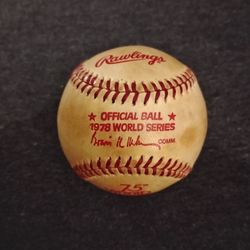 Rawlings
★ OFFICIAL BALL ★
1978 WORLD SERIES
COMM.
75